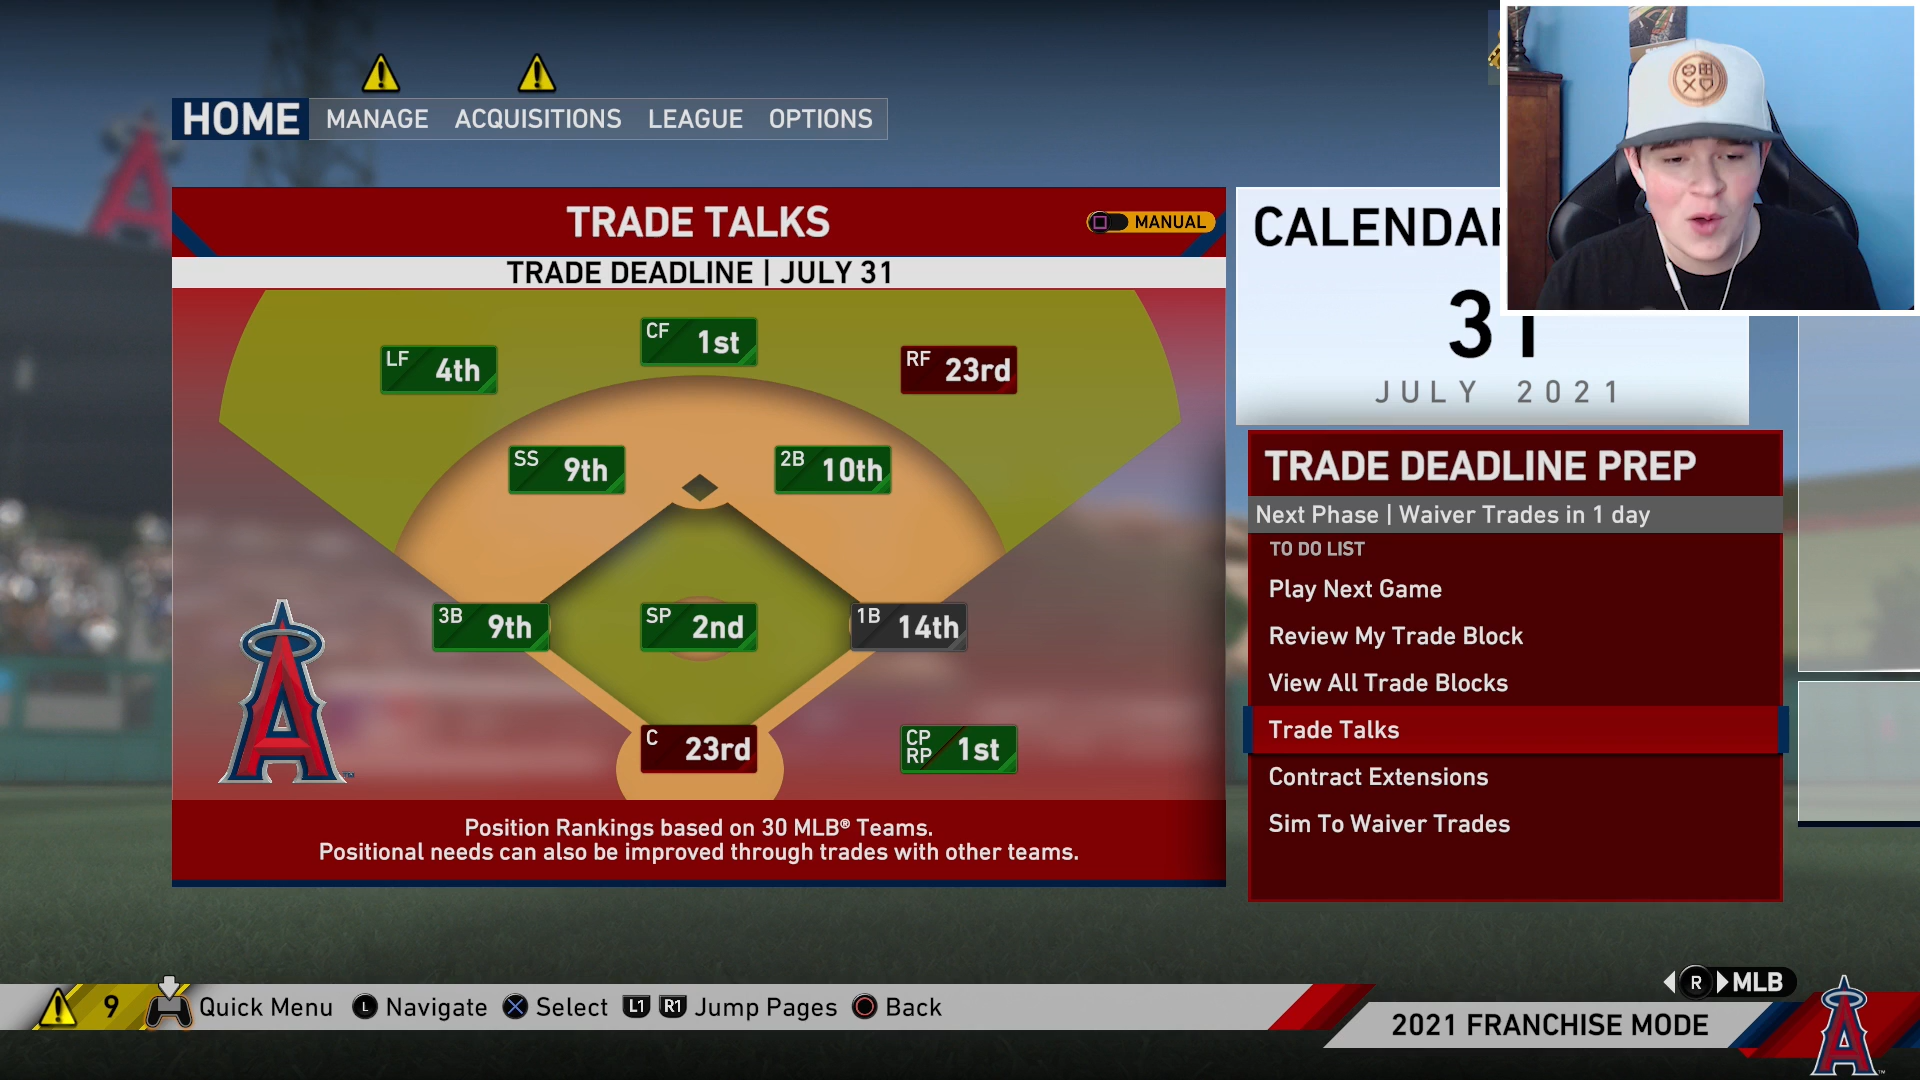 HOME MANAGE ACQUISITIONS LEAGUE OPTIONS
TRADE TALKS
MANUAL
TRADE DEADLINE | JULY 31
CF 1st
LF 4th
RF 23rd
SS 9th
2B 10th
3B 9th
SP 2nd
1B 14th
C 23rd
CP
RP 1st
A
Position Rankings based on 30 MLB® Teams.
Positional needs can also be improved through trades with other teams.
CALENDA
31
JULY 2021
TRADE DEADLINE PREP
Next Phase | Waiver Trades in 1 day
TO DO LIST
Play Next Game
Review My Trade Block
View All Trade Blocks
Trade Talks
Contract Extensions
Sim To Waiver Trades
9 Quick Menu L Navigate Select L1 R1 Jump Pages Back
R MLB
2021 FRANCHISE MODE
A